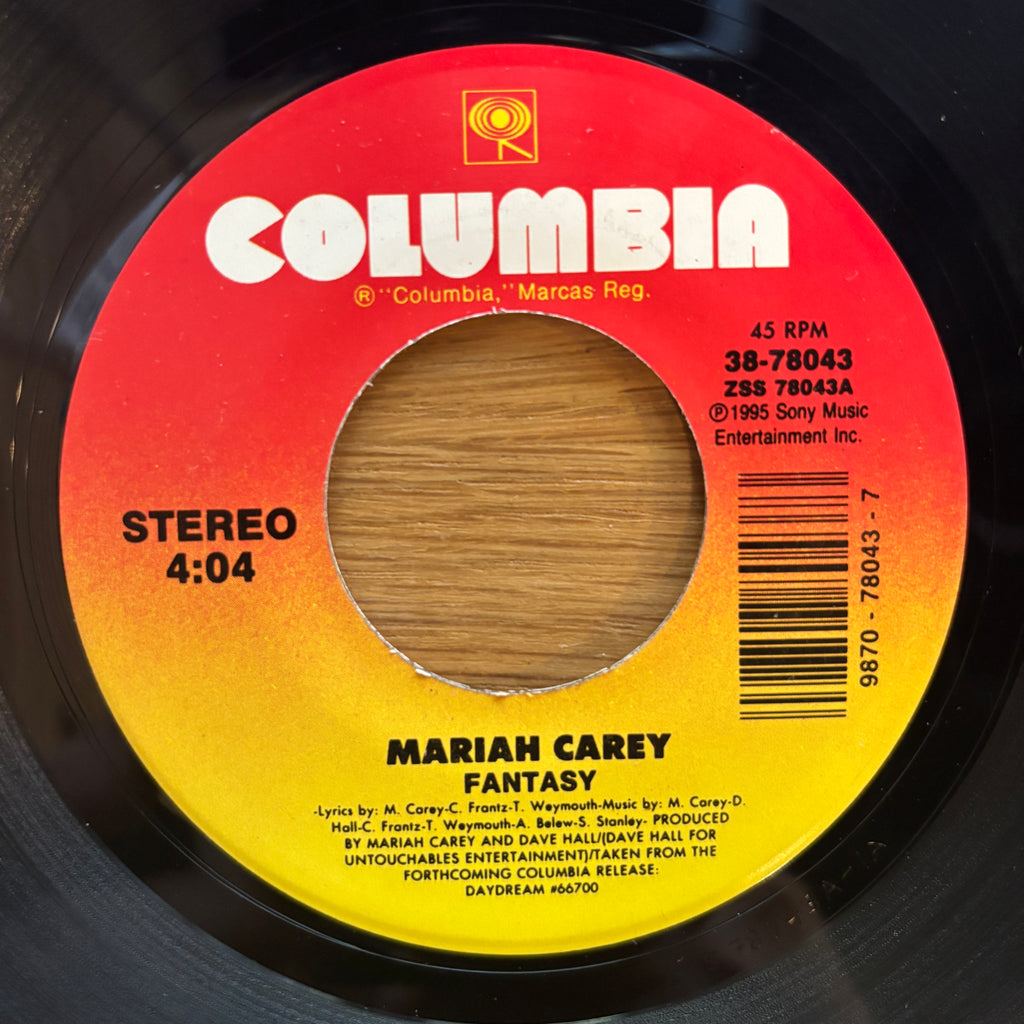 COLUMBIA
® "Columbia," Marcas Reg.
45 RPM
38-78043
ZSS 78043A
℗1995 Sony Music
Entertainment Inc.
STEREO
4:04
9870 - 78043 - 7
MARIAH CAREY
FANTASY
-Lyrics by: M. Carey-C. Frantz-T. Weymouth-Music by: M. Carey-D.
Hall-C. Frantz-T. Weymouth-A. Belew-S. Stanley- PRODUCED
BY MARIAH CAREY AND DAVE HALL/(DAVE HALL FOR
UNTOUCHABLES ENTERTAINMENT)/TAKEN FROM THE
FORTHCOMING COLUMBIA RELEASE:
DAYDREAM #66700